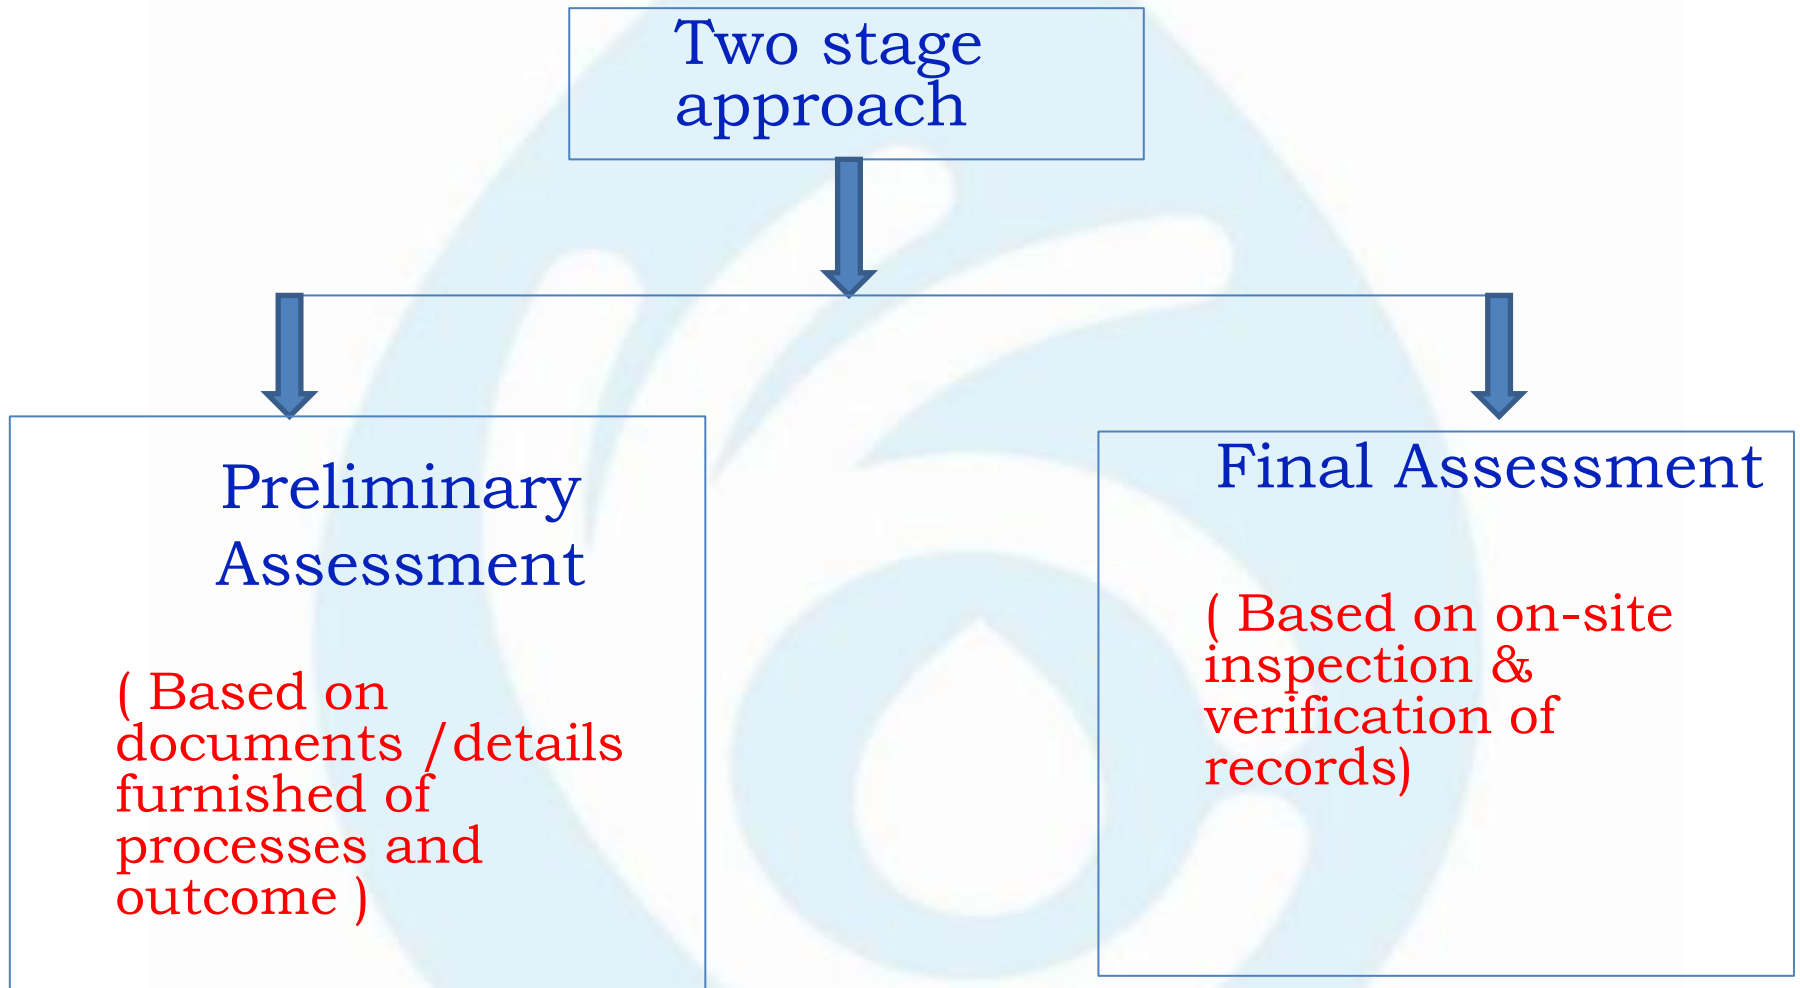 Two stage
approach
Preliminary
Assessment
( Based on
documents /details
furnished of
processes and
outcome )
Final Assessment
( Based on on-site
inspection &
verification of
records)